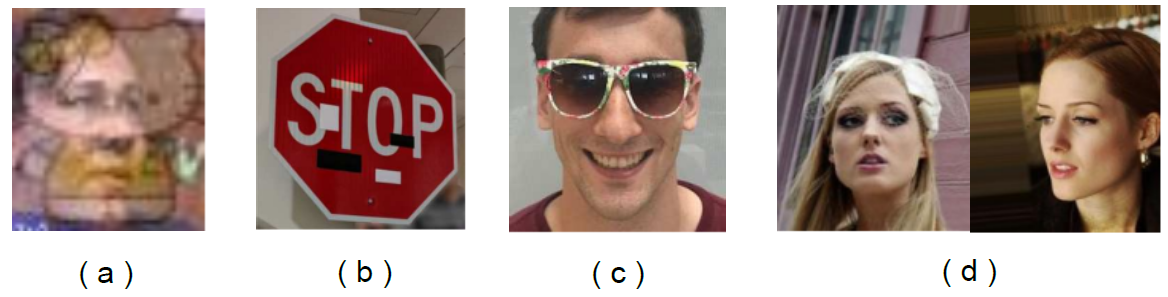 STOP
( a )
( b )
( c )
( d )